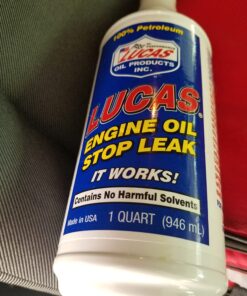 100% Petroleum
LUCAS
OIL PRODUCTS
INC.
LUCAS®
ENGINE OIL
STOP LEAK
IT WORKS!
Contains No Harmful Solvents
Made in USA 1 QUART (946 mL)